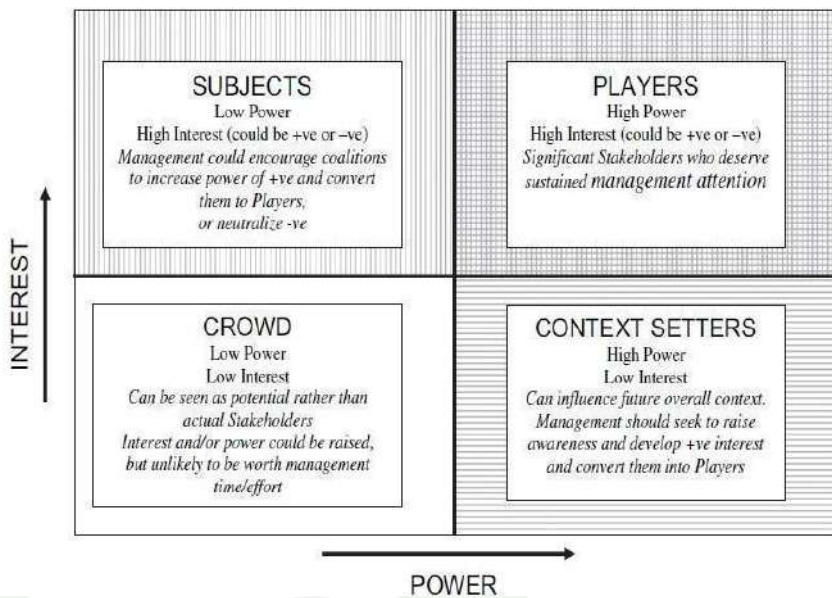 SUBJECTS
Low Power
High Interest (could be +ve or –ve)
Management could encourage coalitions
to increase power of +ve and convert
them to Players,
or neutralize -ve
PLAYERS
High Power
High Interest (could be +ve or –ve)
Significant Stakeholders who deserve
sustained management attention
INTEREST
CROWD
Low Power
Low Interest
Can be seen as potential rather than
actual Stakeholders
Interest and/or power could be raised,
but unlikely to be worth management
time/effort
CONTEXT SETTERS
High Power
Low Interest
Can influence future overall context.
Management should seek to raise
awareness and develop +ve interest
and convert them into Players
POWER